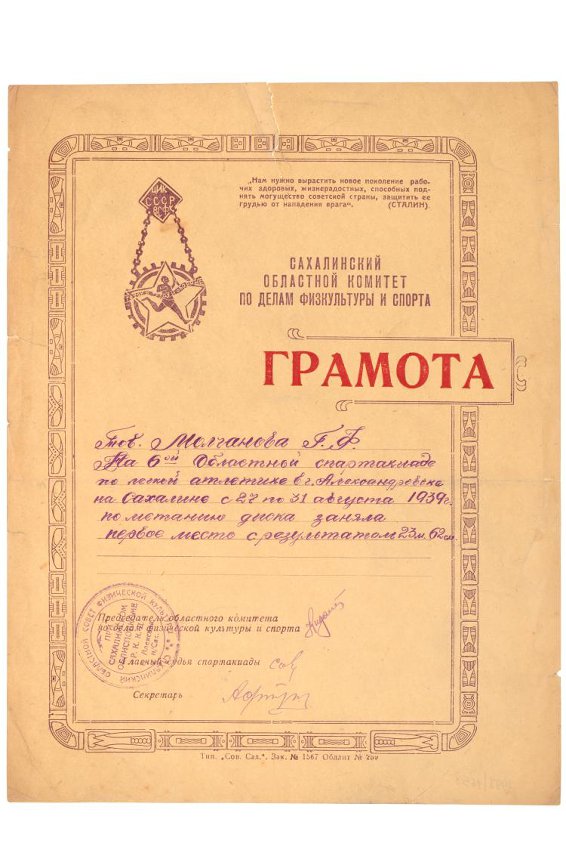 ЦИК
СССР
ВСФК
„Нам нужно вырастить новое поколение рабо-
чих здоровых, жизнерадостных, способных под-
нять могущество советской страны, защитить ее
грудью от нападения врага“. (СТАЛИН).
САХАЛИНСКИЙ
ОБЛАСТНОЙ КОМИТЕТ
ПО ДЕЛАМ ФИЗКУЛЬТУРЫ И СПОРТА
ГРАМОТА
Тов. Молчанова Г. Ф.
На 6ой Областной спартакиаде
по легкой атлетике в г. Александровске
на Сахалине с 27 по 31 августа 1939 г.
по метанию диска заняла
первое место с результатом 23 м. 62 см.
Председатель областного комитета
по делам физической культуры и спорта
Главный судья спартакиады
Секретарь
Тип. „Сов. Сах.“. Зак. № 1567 Обллит №